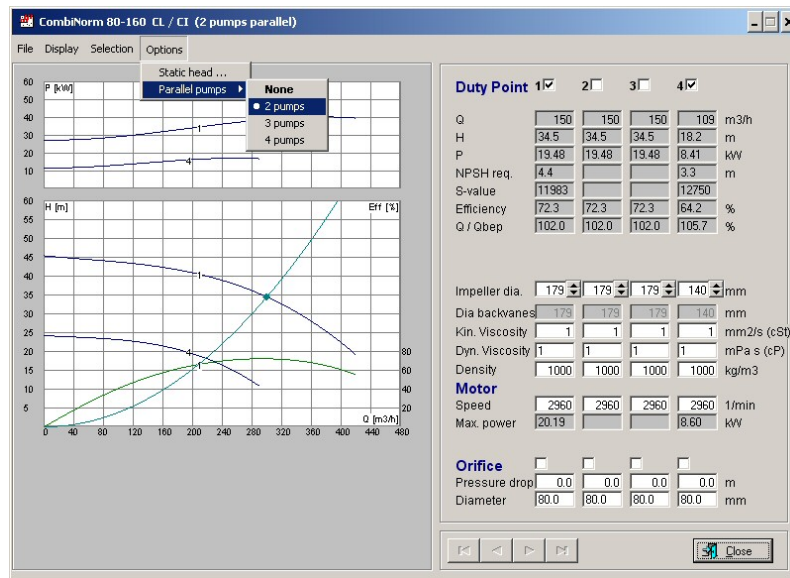 CombiNorm 80-160 CL / CI (2 pumps parallel)
File Display Selection Options
Static head ...
Parallel pumps
None
2 pumps
3 pumps
4 pumps
60 P [kW]
50
40
30
20
10
1
4
60 H [m] Eff [%]
55
50
45
40
35
30
25
20 80
15 60
10 40
5 20
1
4
1
Q [m3/h]
0 40 80 120 160 200 240 280 320 360 400 440 480
Duty Point 1 2 3 4
Q 150 150 150 109 m3/h
H 34.5 34.5 34.5 18.2 m
P 19.48 19.48 19.48 8.41 kW
NPSH req. 4.4 3.3 m
S-value 11983 12750
Efficiency 72.3 72.3 72.3 64.2 %
Q / Qbep 102.0 102.0 102.0 105.7 %
Impeller dia. 179 179 179 140 mm
Dia backvanes 179 179 179 140 mm
Kin. Viscosity 1 1 1 1 mm2/s (cSt)
Dyn. Viscosity 1 1 1 1 mPa s (cP)
Density 1000 1000 1000 1000 kg/m3
Motor
Speed 2960 2960 2960 2960 1/min
Max. power 20.19 8.60 kW
Orifice
Pressure drop 0.0 0.0 0.0 0.0 m
Diameter 80.0 80.0 80.0 80.0 mm
Close